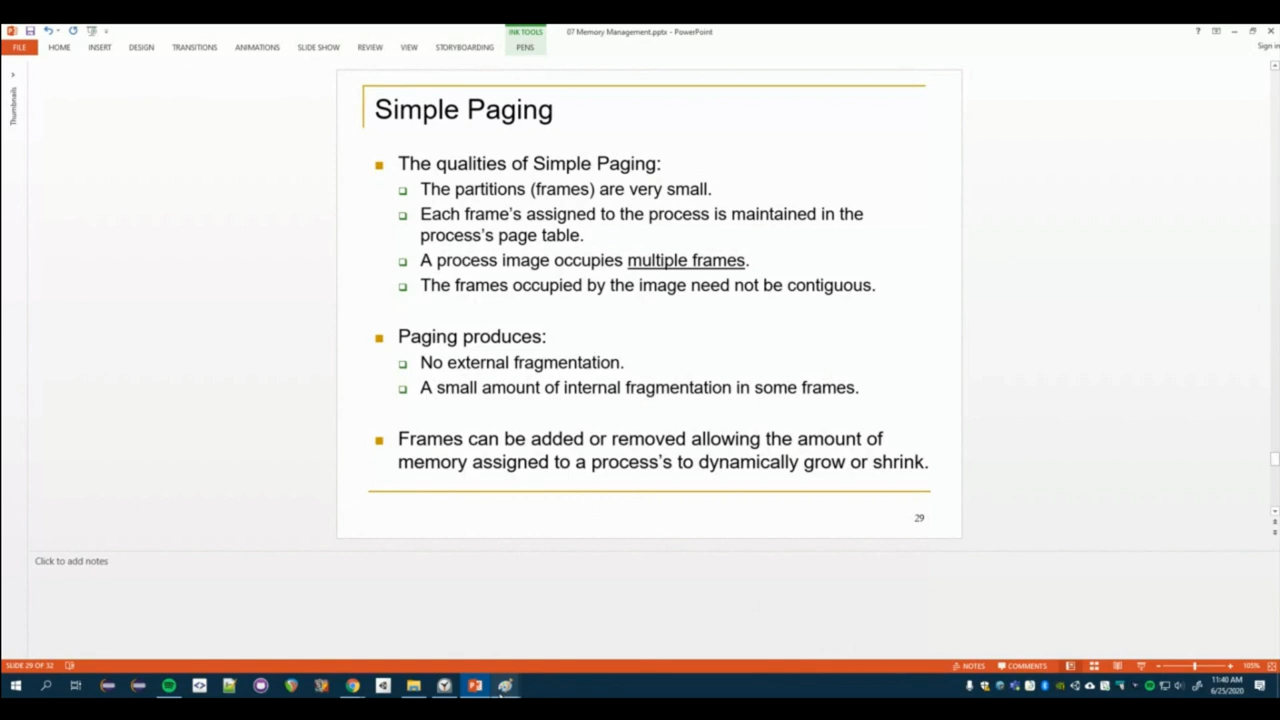 INK TOOLS
07 Memory Management.pptx - PowerPoint
FILE
HOME
INSERT
DESIGN
TRANSITIONS
ANIMATIONS
SLIDE SHOW
REVIEW
VIEW
STORYBOARDING
PENS
Sign in
Thumbnails
Simple Paging
The qualities of Simple Paging:
The partitions (frames) are very small.
Each frame's assigned to the process is maintained in the
process's page table.
A process image occupies multiple frames.
The frames occupied by the image need not be contiguous.
Paging produces:
No external fragmentation.
A small amount of internal fragmentation in some frames.
Frames can be added or removed allowing the amount of
memory assigned to a process's to dynamically grow or shrink.
29
Click to add notes
SLIDE 29 OF 32
NOTES
COMMENTS
105%
11:40 AM
6/25/2020